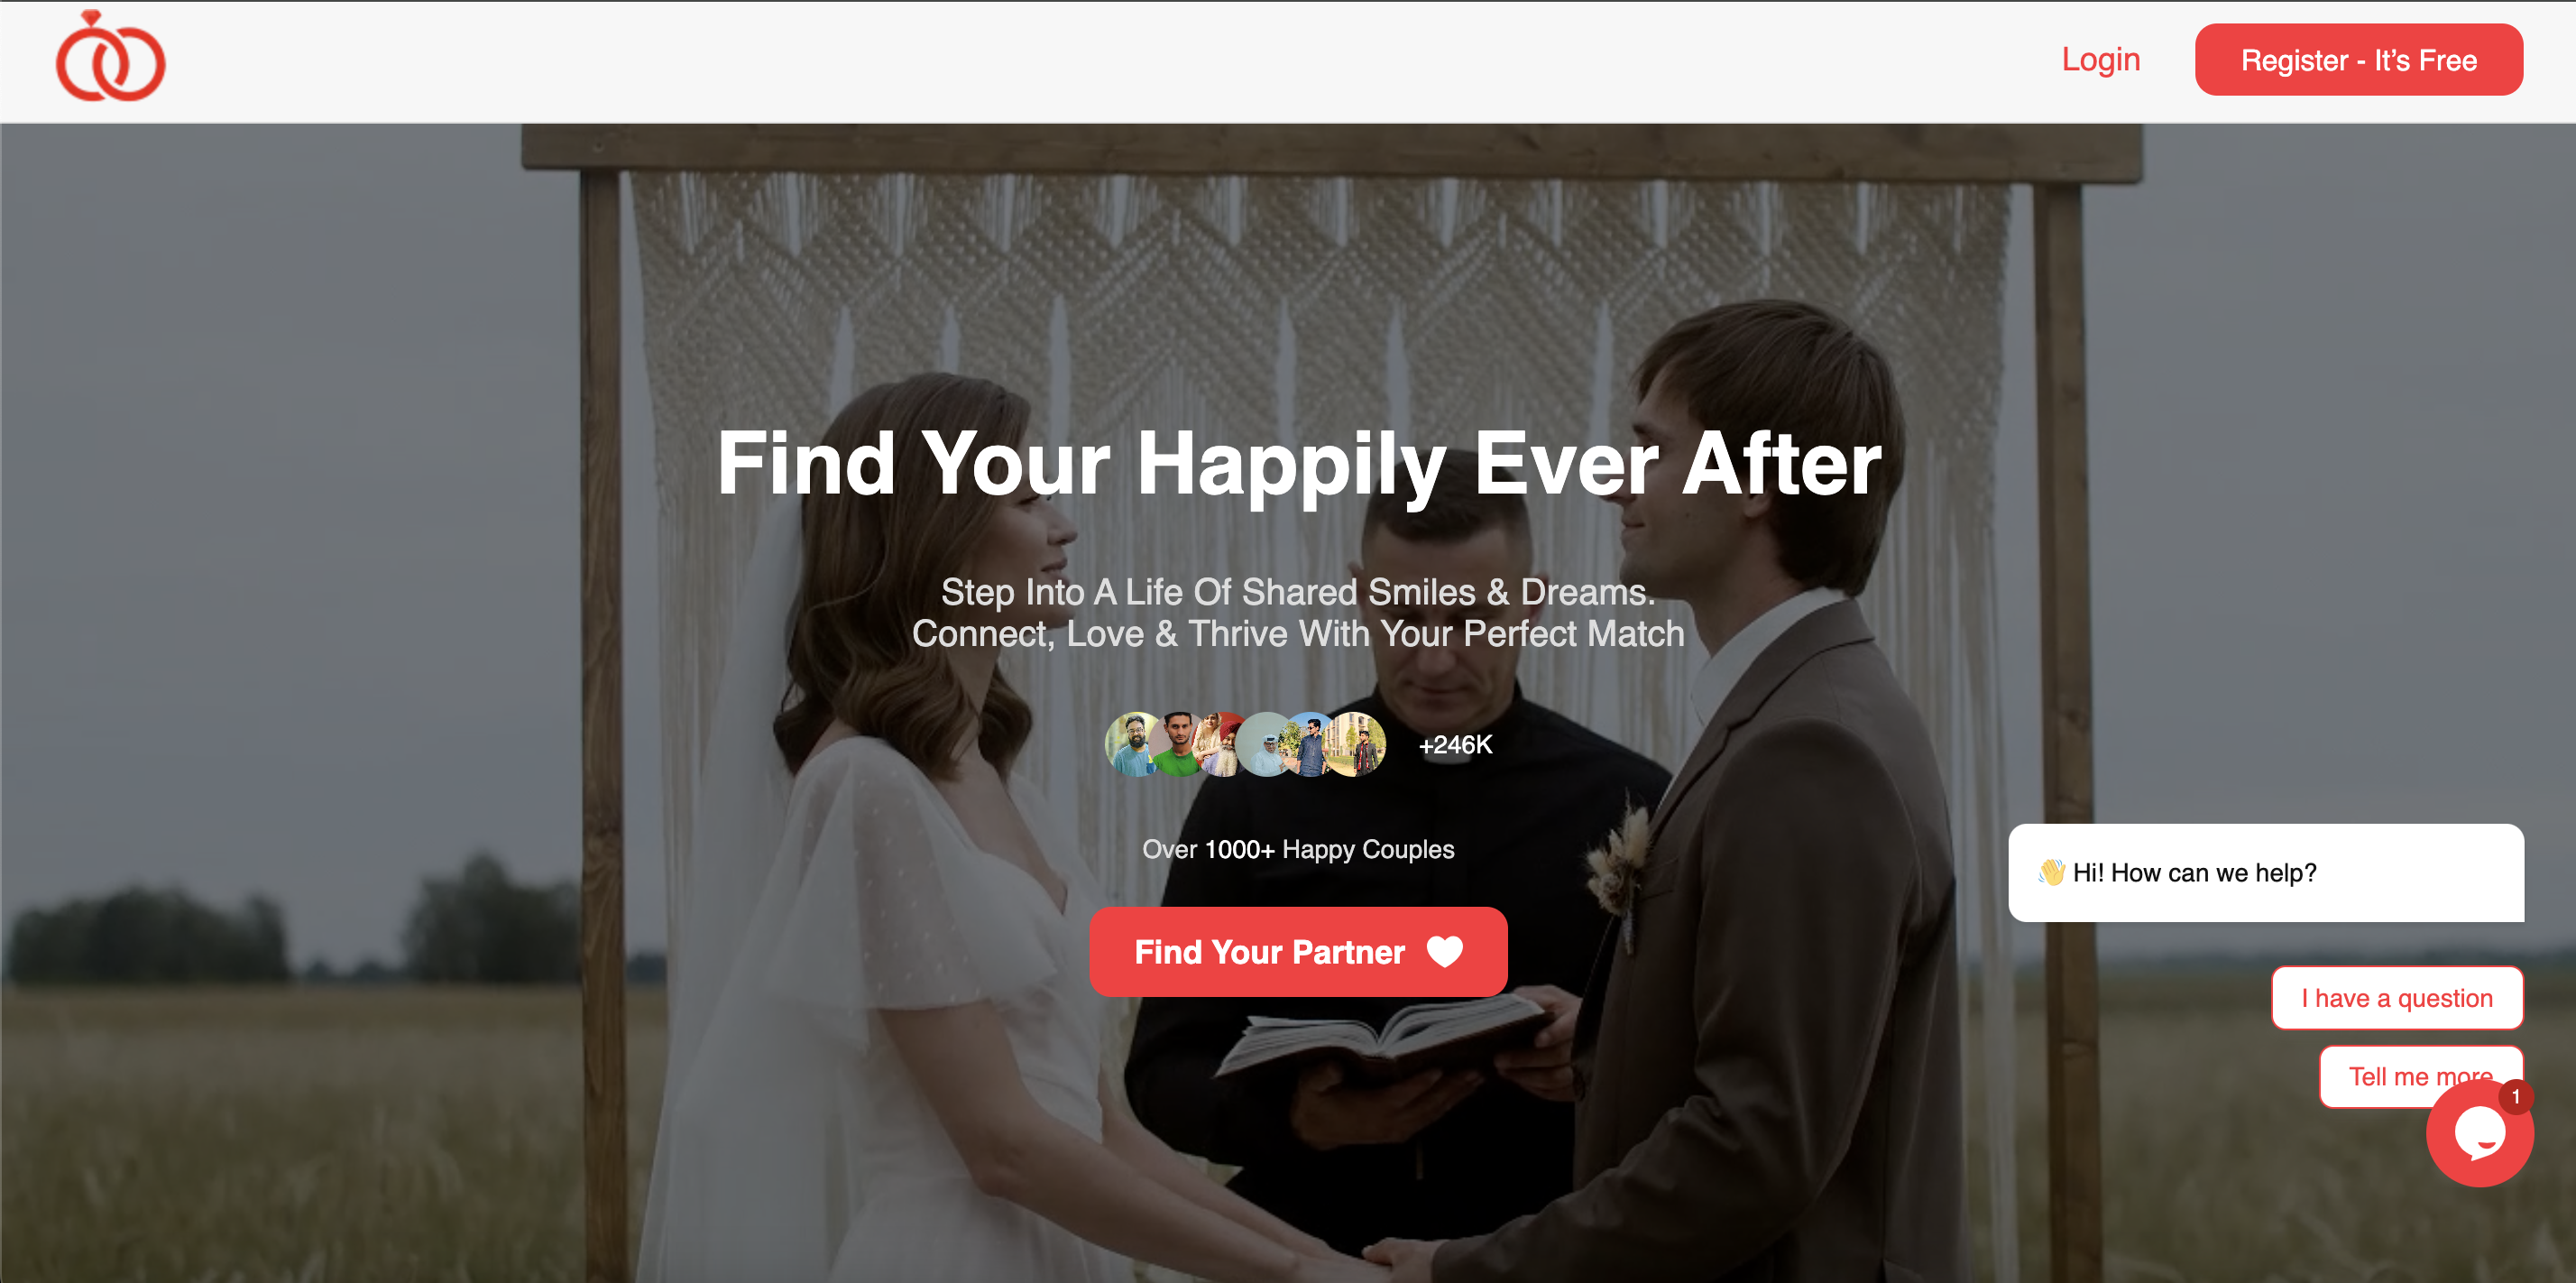 Login
Register - It’s Free
Find Your Happily Ever After
Step Into A Life Of Shared Smiles & Dreams.
Connect, Love & Thrive With Your Perfect Match
+246K
Over 1000+ Happy Couples
Find Your Partner
👋 Hi! How can we help?
I have a question
Tell me more
1